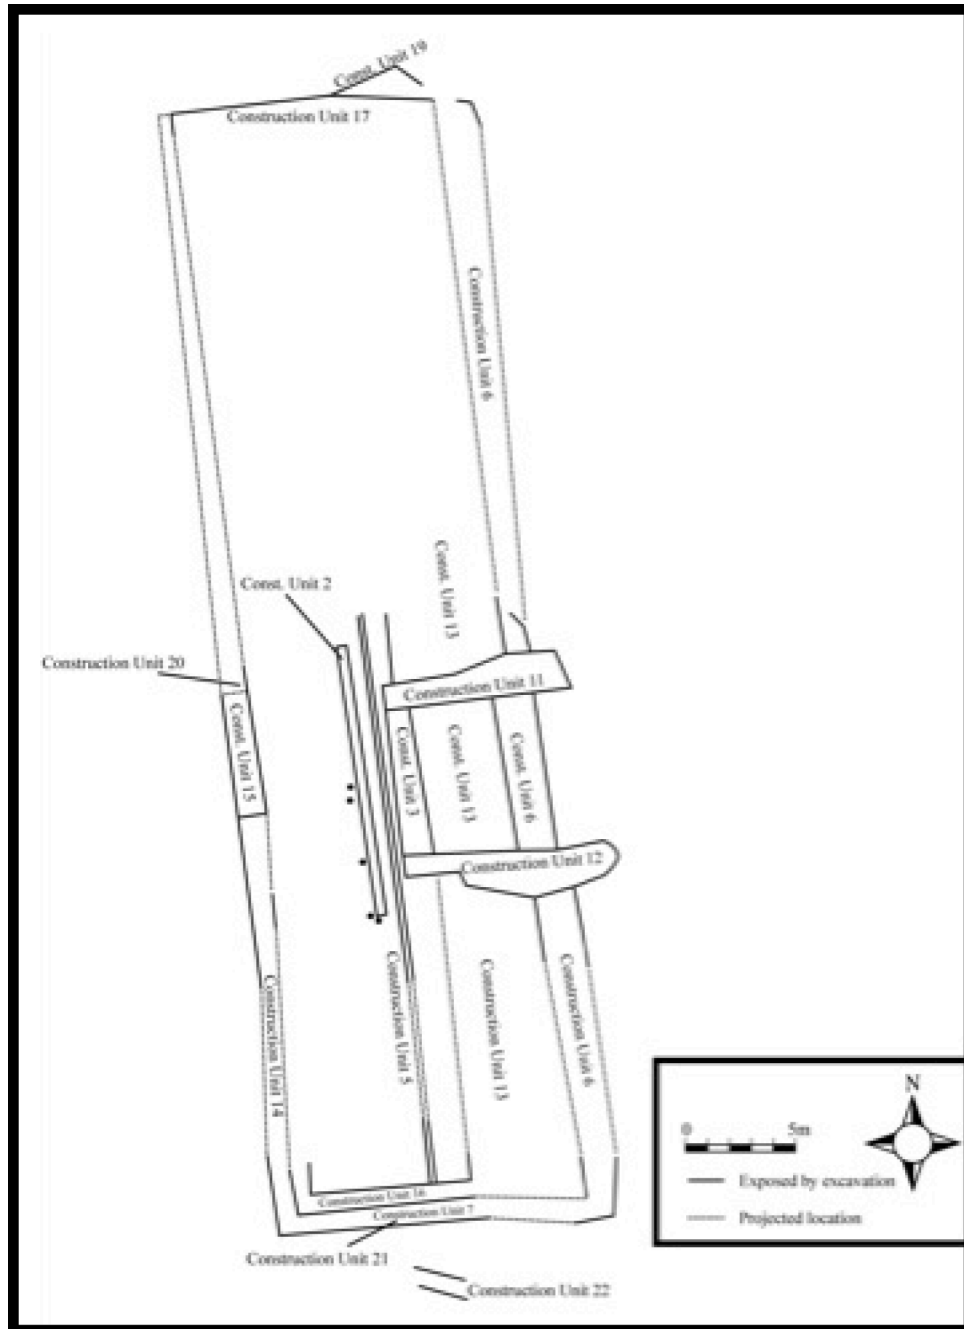 Const. Unit 19
Construction Unit 17
Construction Unit 6
Const. Unit 13
Const. Unit 2
Construction Unit 20
Construction Unit 11
Const. Unit 15
Const. Unit 3
Const. Unit 13
Const. Unit 6
Construction Unit 12
Construction Unit 5
Const. Unit 13
Construction Unit 6
Construction Unit 14
Construction Unit 16
Construction Unit 7
Construction Unit 21
Construction Unit 22
N
0 5m
Exposed by excavation
Projected location